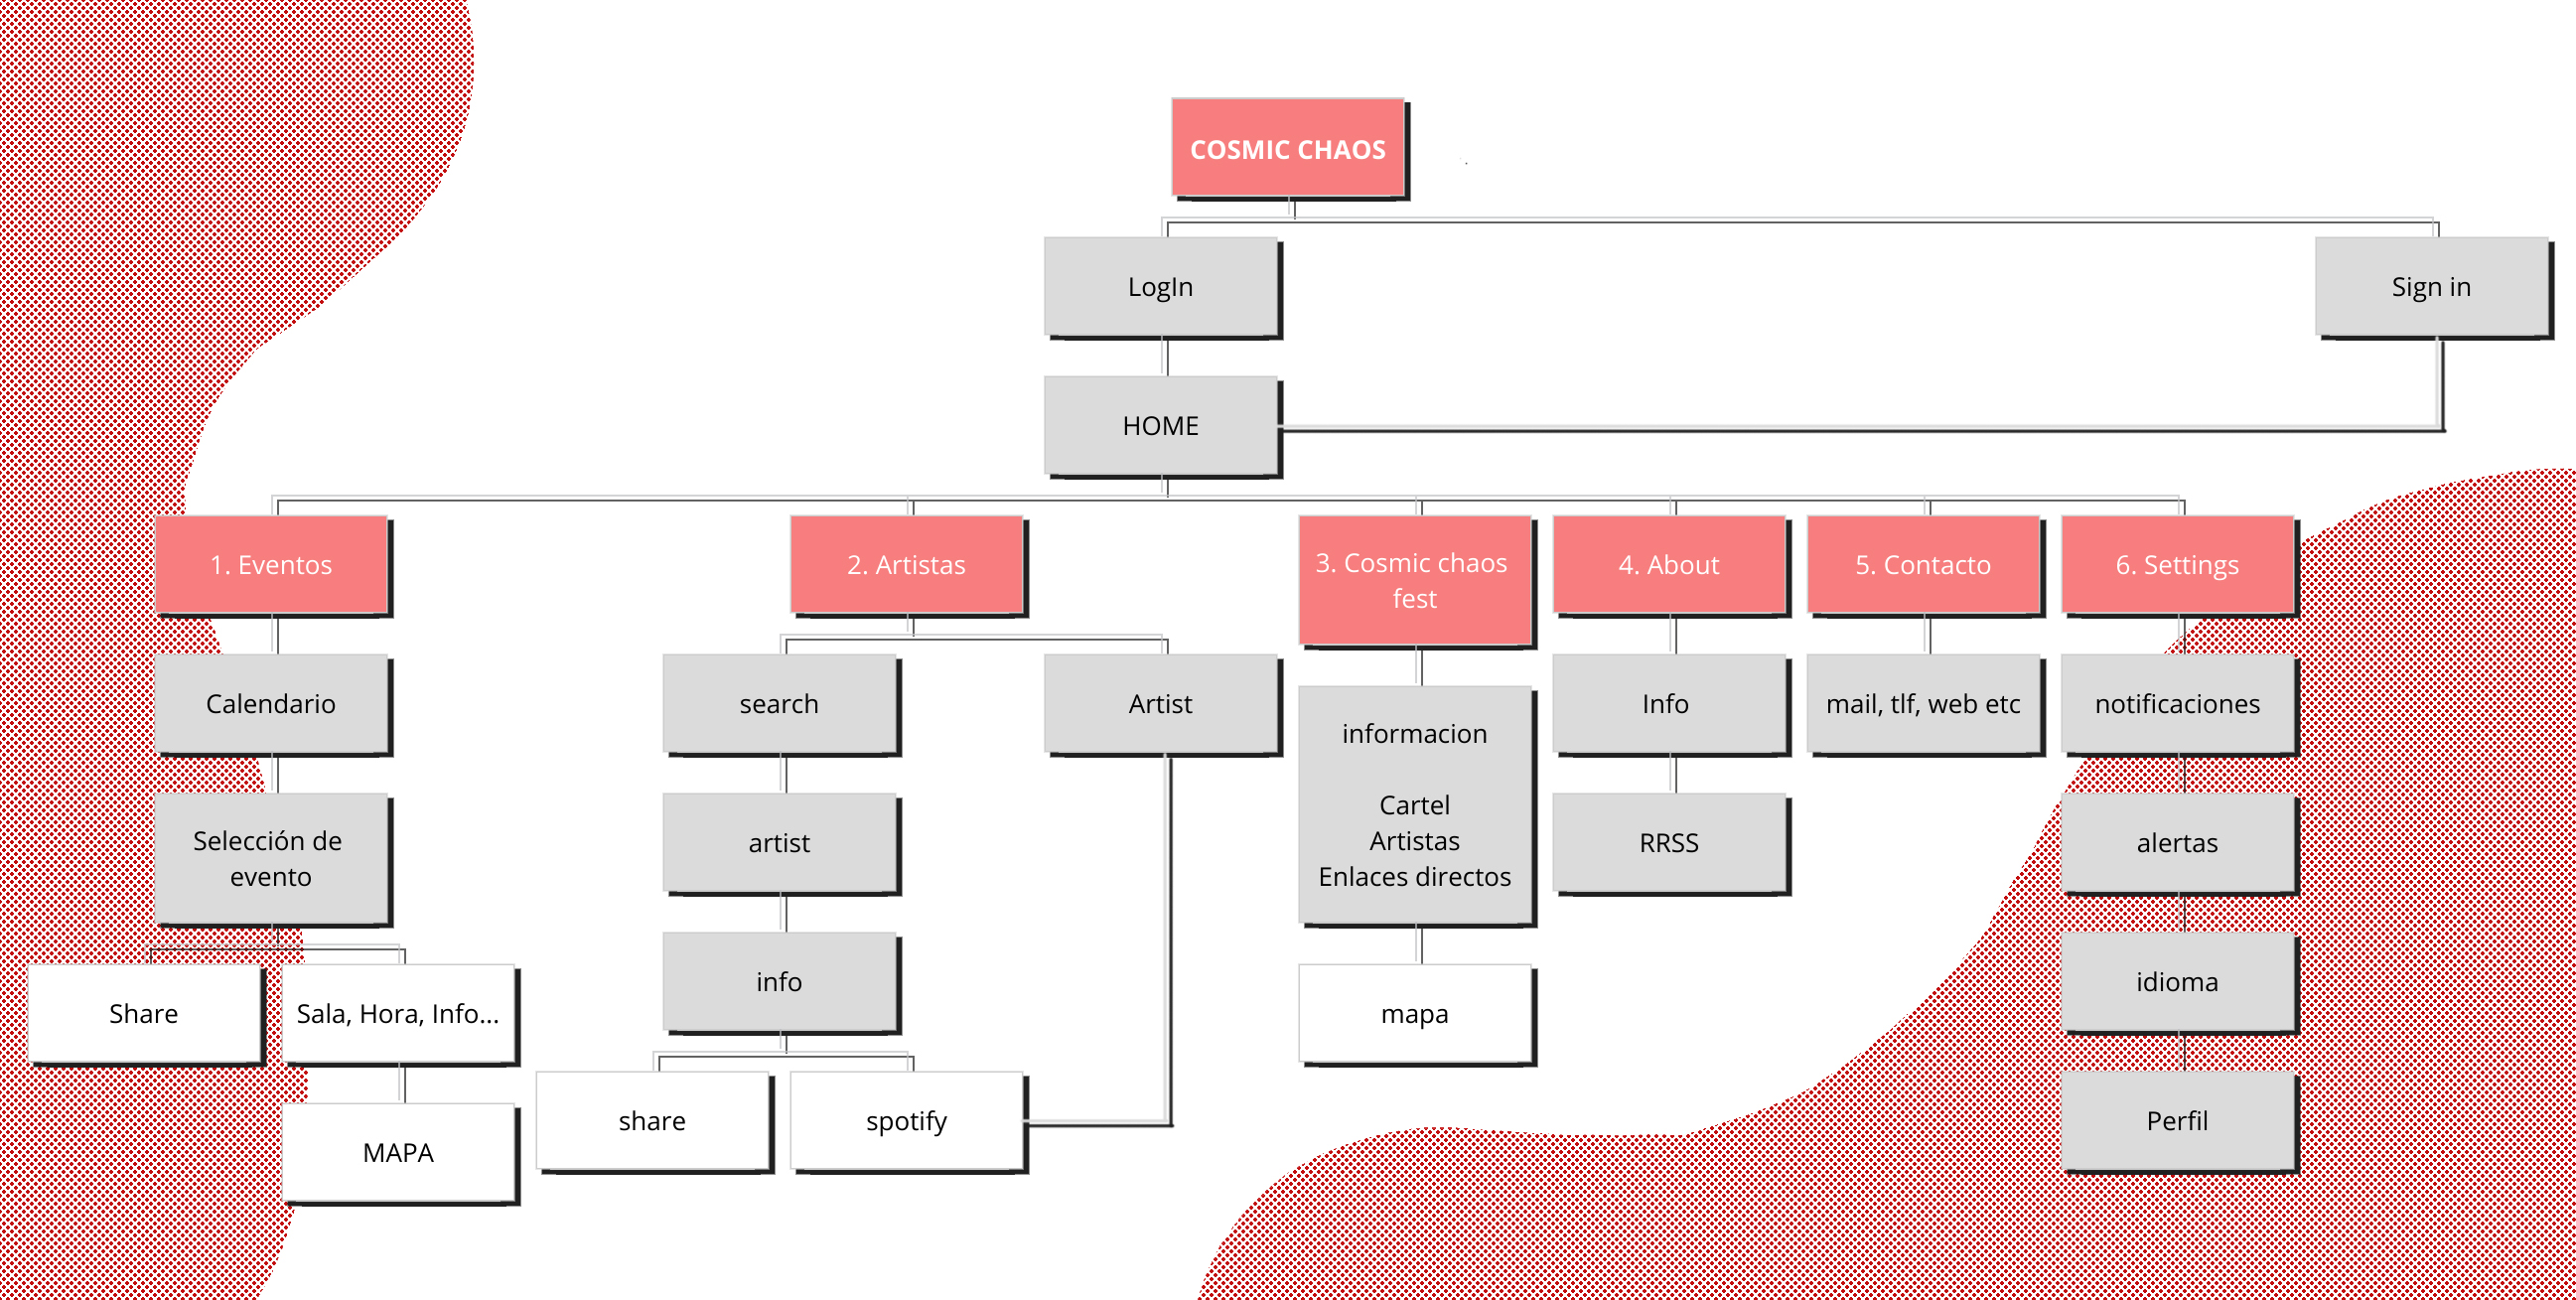 COSMIC CHAOS
LogIn
Sign in
HOME
1. Eventos
2. Artistas
3. Cosmic chaos
fest
4. About
5. Contacto
6. Settings
Calendario
search
Artist
informacion
Cartel
Artistas
Enlaces directos
Info
mail, tlf, web etc
notificaciones
Selección de
evento
artist
RRSS
alertas
info
idioma
Share
Sala, Hora, Info...
mapa
share
spotify
Perfil
MAPA